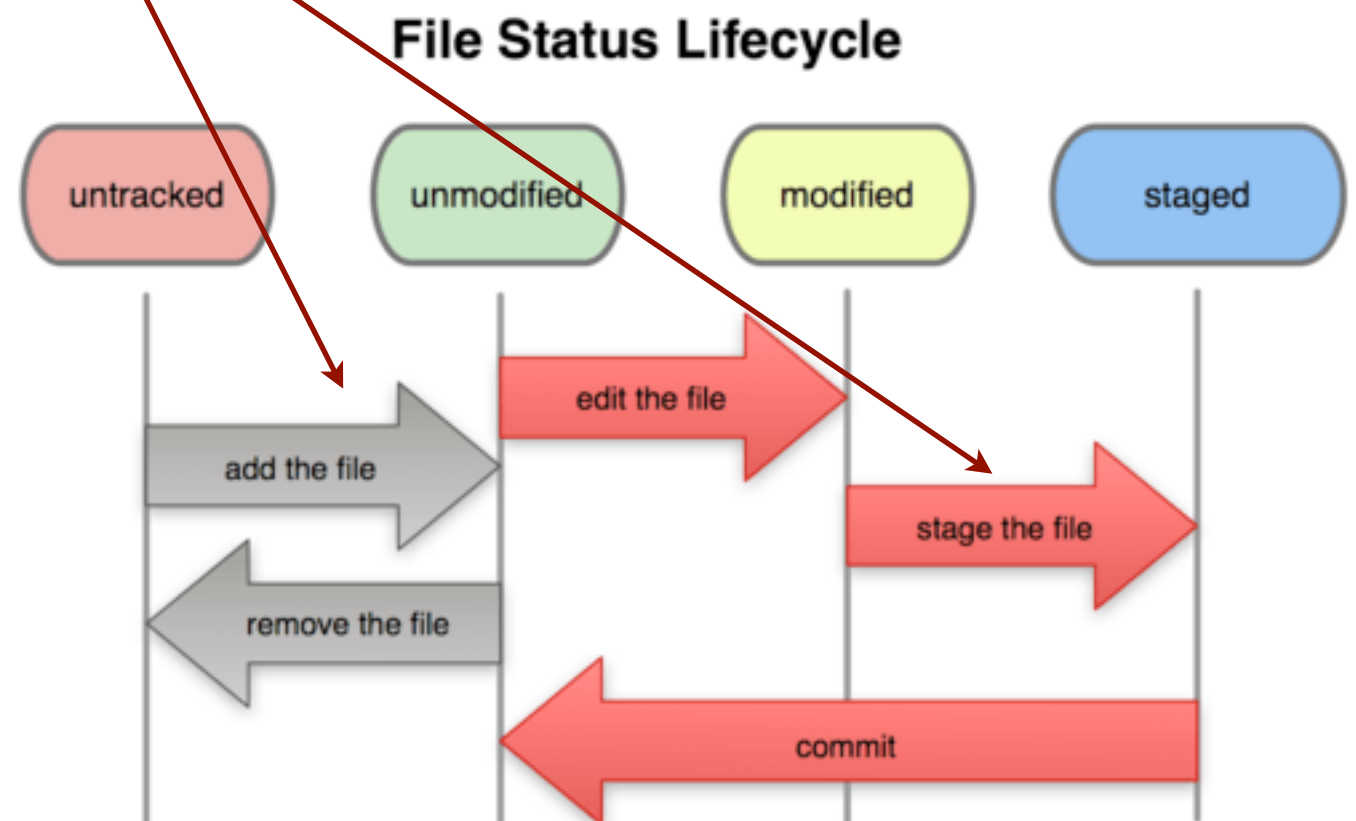 File Status Lifecycle
untracked
unmodified
modified
staged
edit the file
add the file
stage the file
remove the file
commit